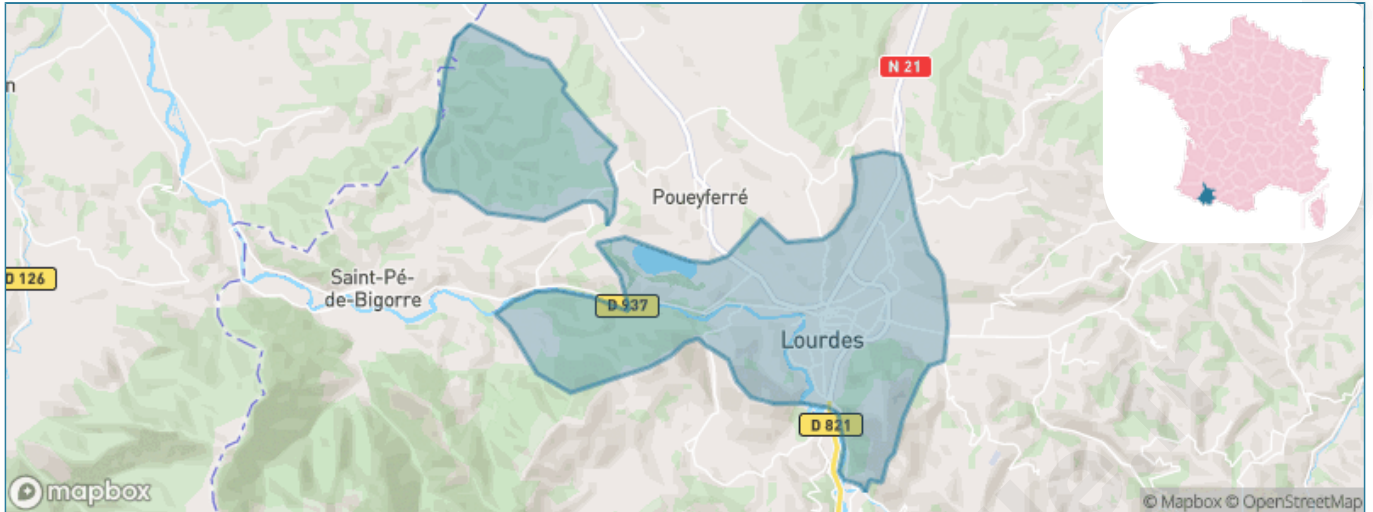 n
N 21
Poueyferré
D 126
Saint-Pé-
de-Bigorre
D 937
Lourdes
D 821
mapbox
© Mapbox © OpenStreetMap